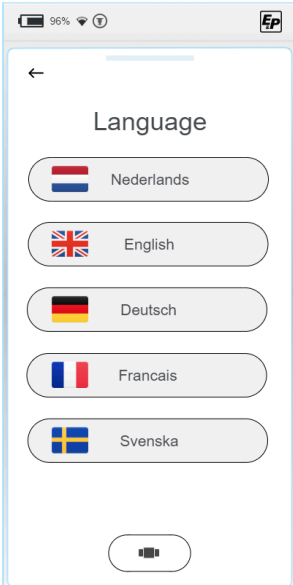 96% T EP
Language
Nederlands
English
Deutsch
Francais
Svenska